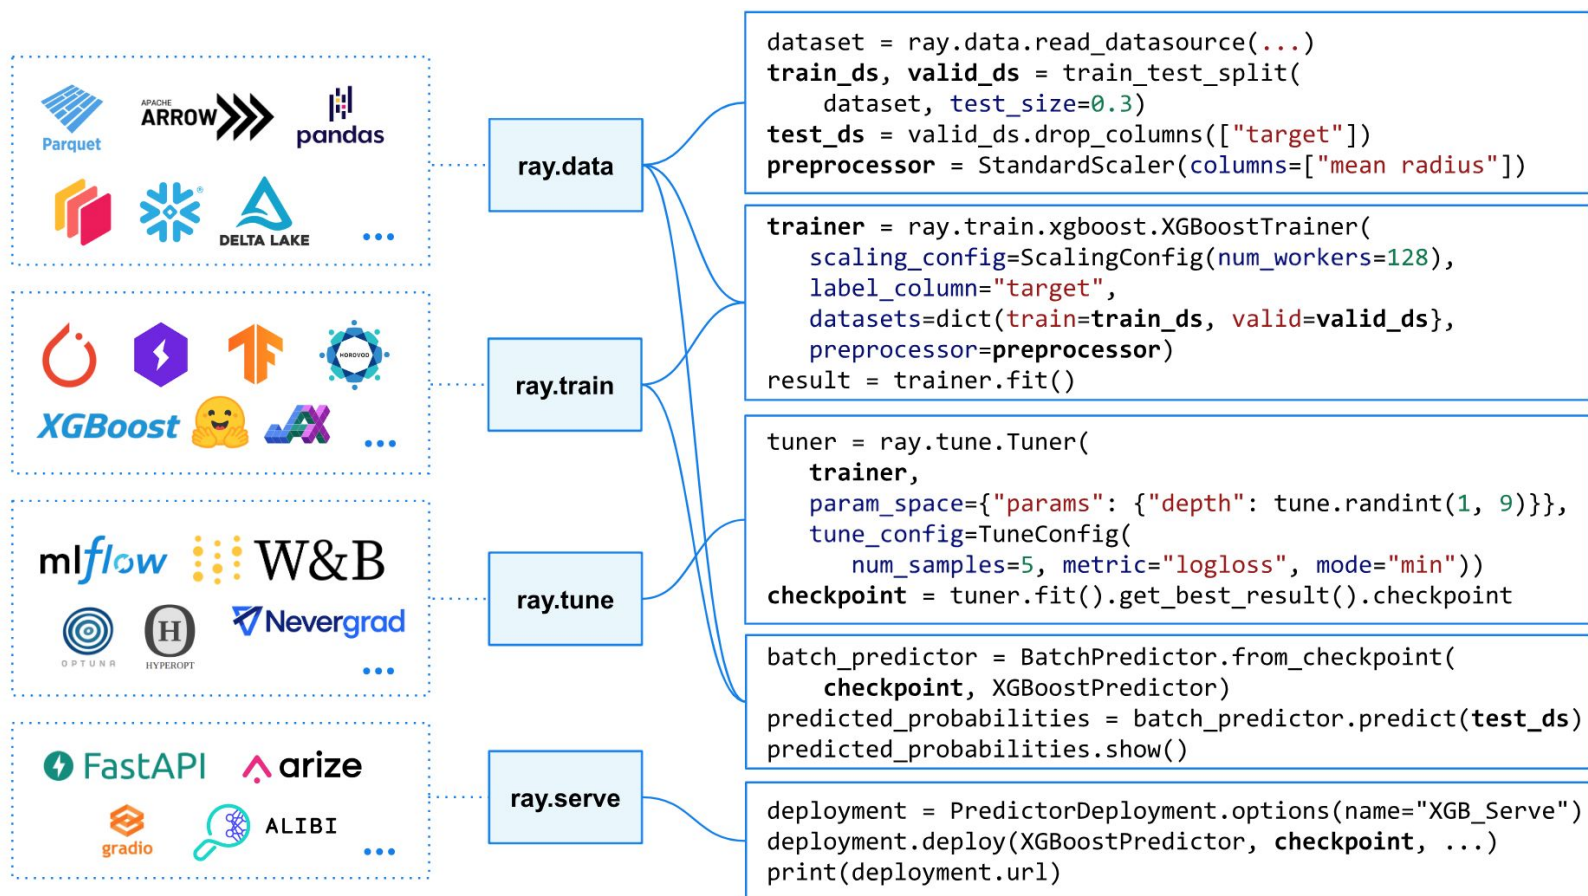 Parquet
APACHE
ARROW
pandas
DELTA LAKE
...
HOROVOD
XGBoost
JAX
...
mlflow
W&B
OPTUNA
H
HYPEROPT
Nevergrad
...
FastAPI
arize
gradio
ALIBI
...
ray.data
ray.train
ray.tune
ray.serve
dataset = ray.data.read_datasource(...)
train_ds, valid_ds = train_test_split(
    dataset, test_size=0.3)
test_ds = valid_ds.drop_columns(["target"])
preprocessor = StandardScaler(columns=["mean radius"])
trainer = ray.train.xgboost.XGBoostTrainer(
   scaling_config=ScalingConfig(num_workers=128),
   label_column="target",
   datasets=dict(train=train_ds, valid=valid_ds},
   preprocessor=preprocessor)
result = trainer.fit()
tuner = ray.tune.Tuner(
   trainer,
   param_space={"params": {"depth": tune.randint(1, 9)}},
   tune_config=TuneConfig(
      num_samples=5, metric="logloss", mode="min"))
checkpoint = tuner.fit().get_best_result().checkpoint
batch_predictor = BatchPredictor.from_checkpoint(
    checkpoint, XGBoostPredictor)
predicted_probabilities = batch_predictor.predict(test_ds)
predicted_probabilities.show()
deployment = PredictorDeployment.options(name="XGB_Serve")
deployment.deploy(XGBoostPredictor, checkpoint, ...)
print(deployment.url)